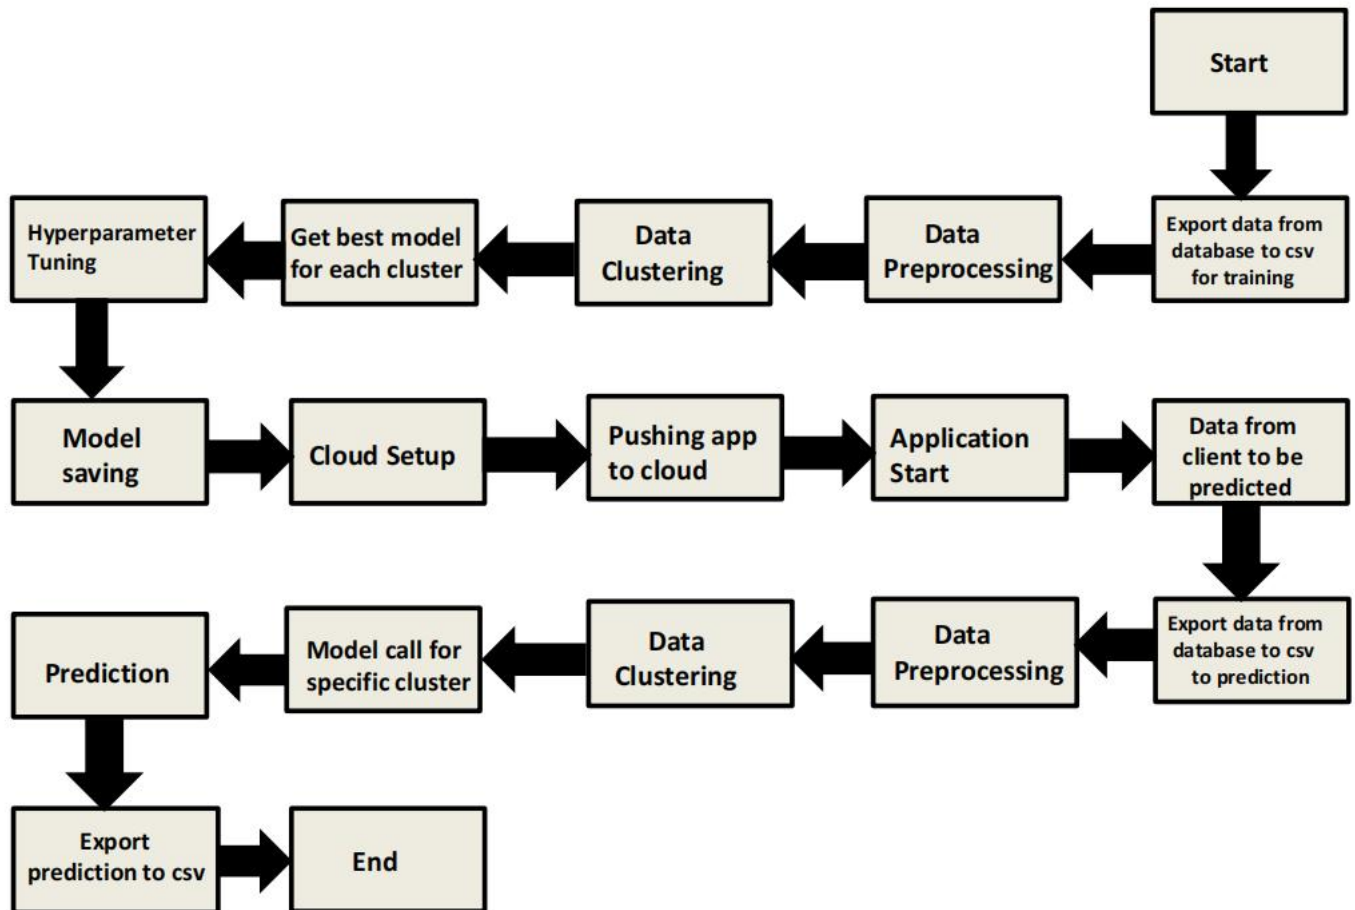 Start
Export data from
database to csv
for training
Data
Preprocessing
Data
Clustering
Get best model
for each cluster
Hyperparameter
Tuning
Model
saving
Cloud Setup
Pushing app
to cloud
Application
Start
Data from
client to be
predicted
Export data from
database to csv
to prediction
Data
Preprocessing
Data
Clustering
Model call for
specific cluster
Prediction
Export
prediction to csv
End